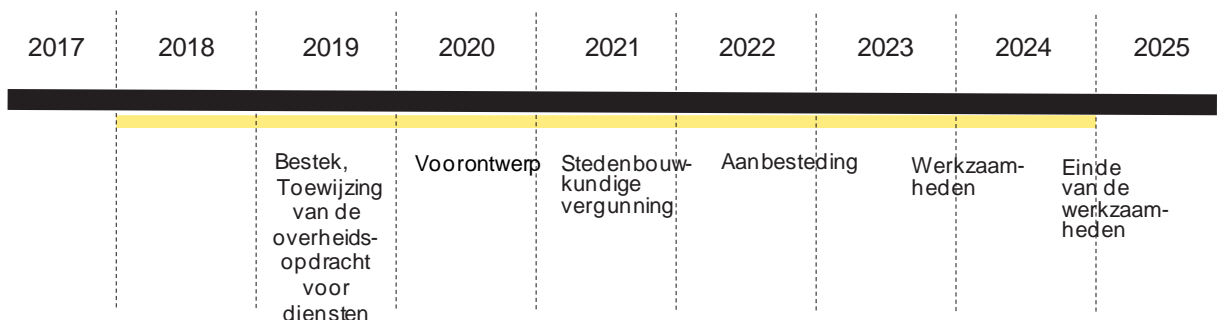 2017 2018 2019 2020 2021 2022 2023 2024 2025
Bestek,
Toewijzing
van de
overheids-
opdracht
voor
diensten
Voorontwerp
Stedenbouw-
kundige
vergunning
Aanbesteding
Werkzaam-
heden
Einde
van de
werkzaam-
heden